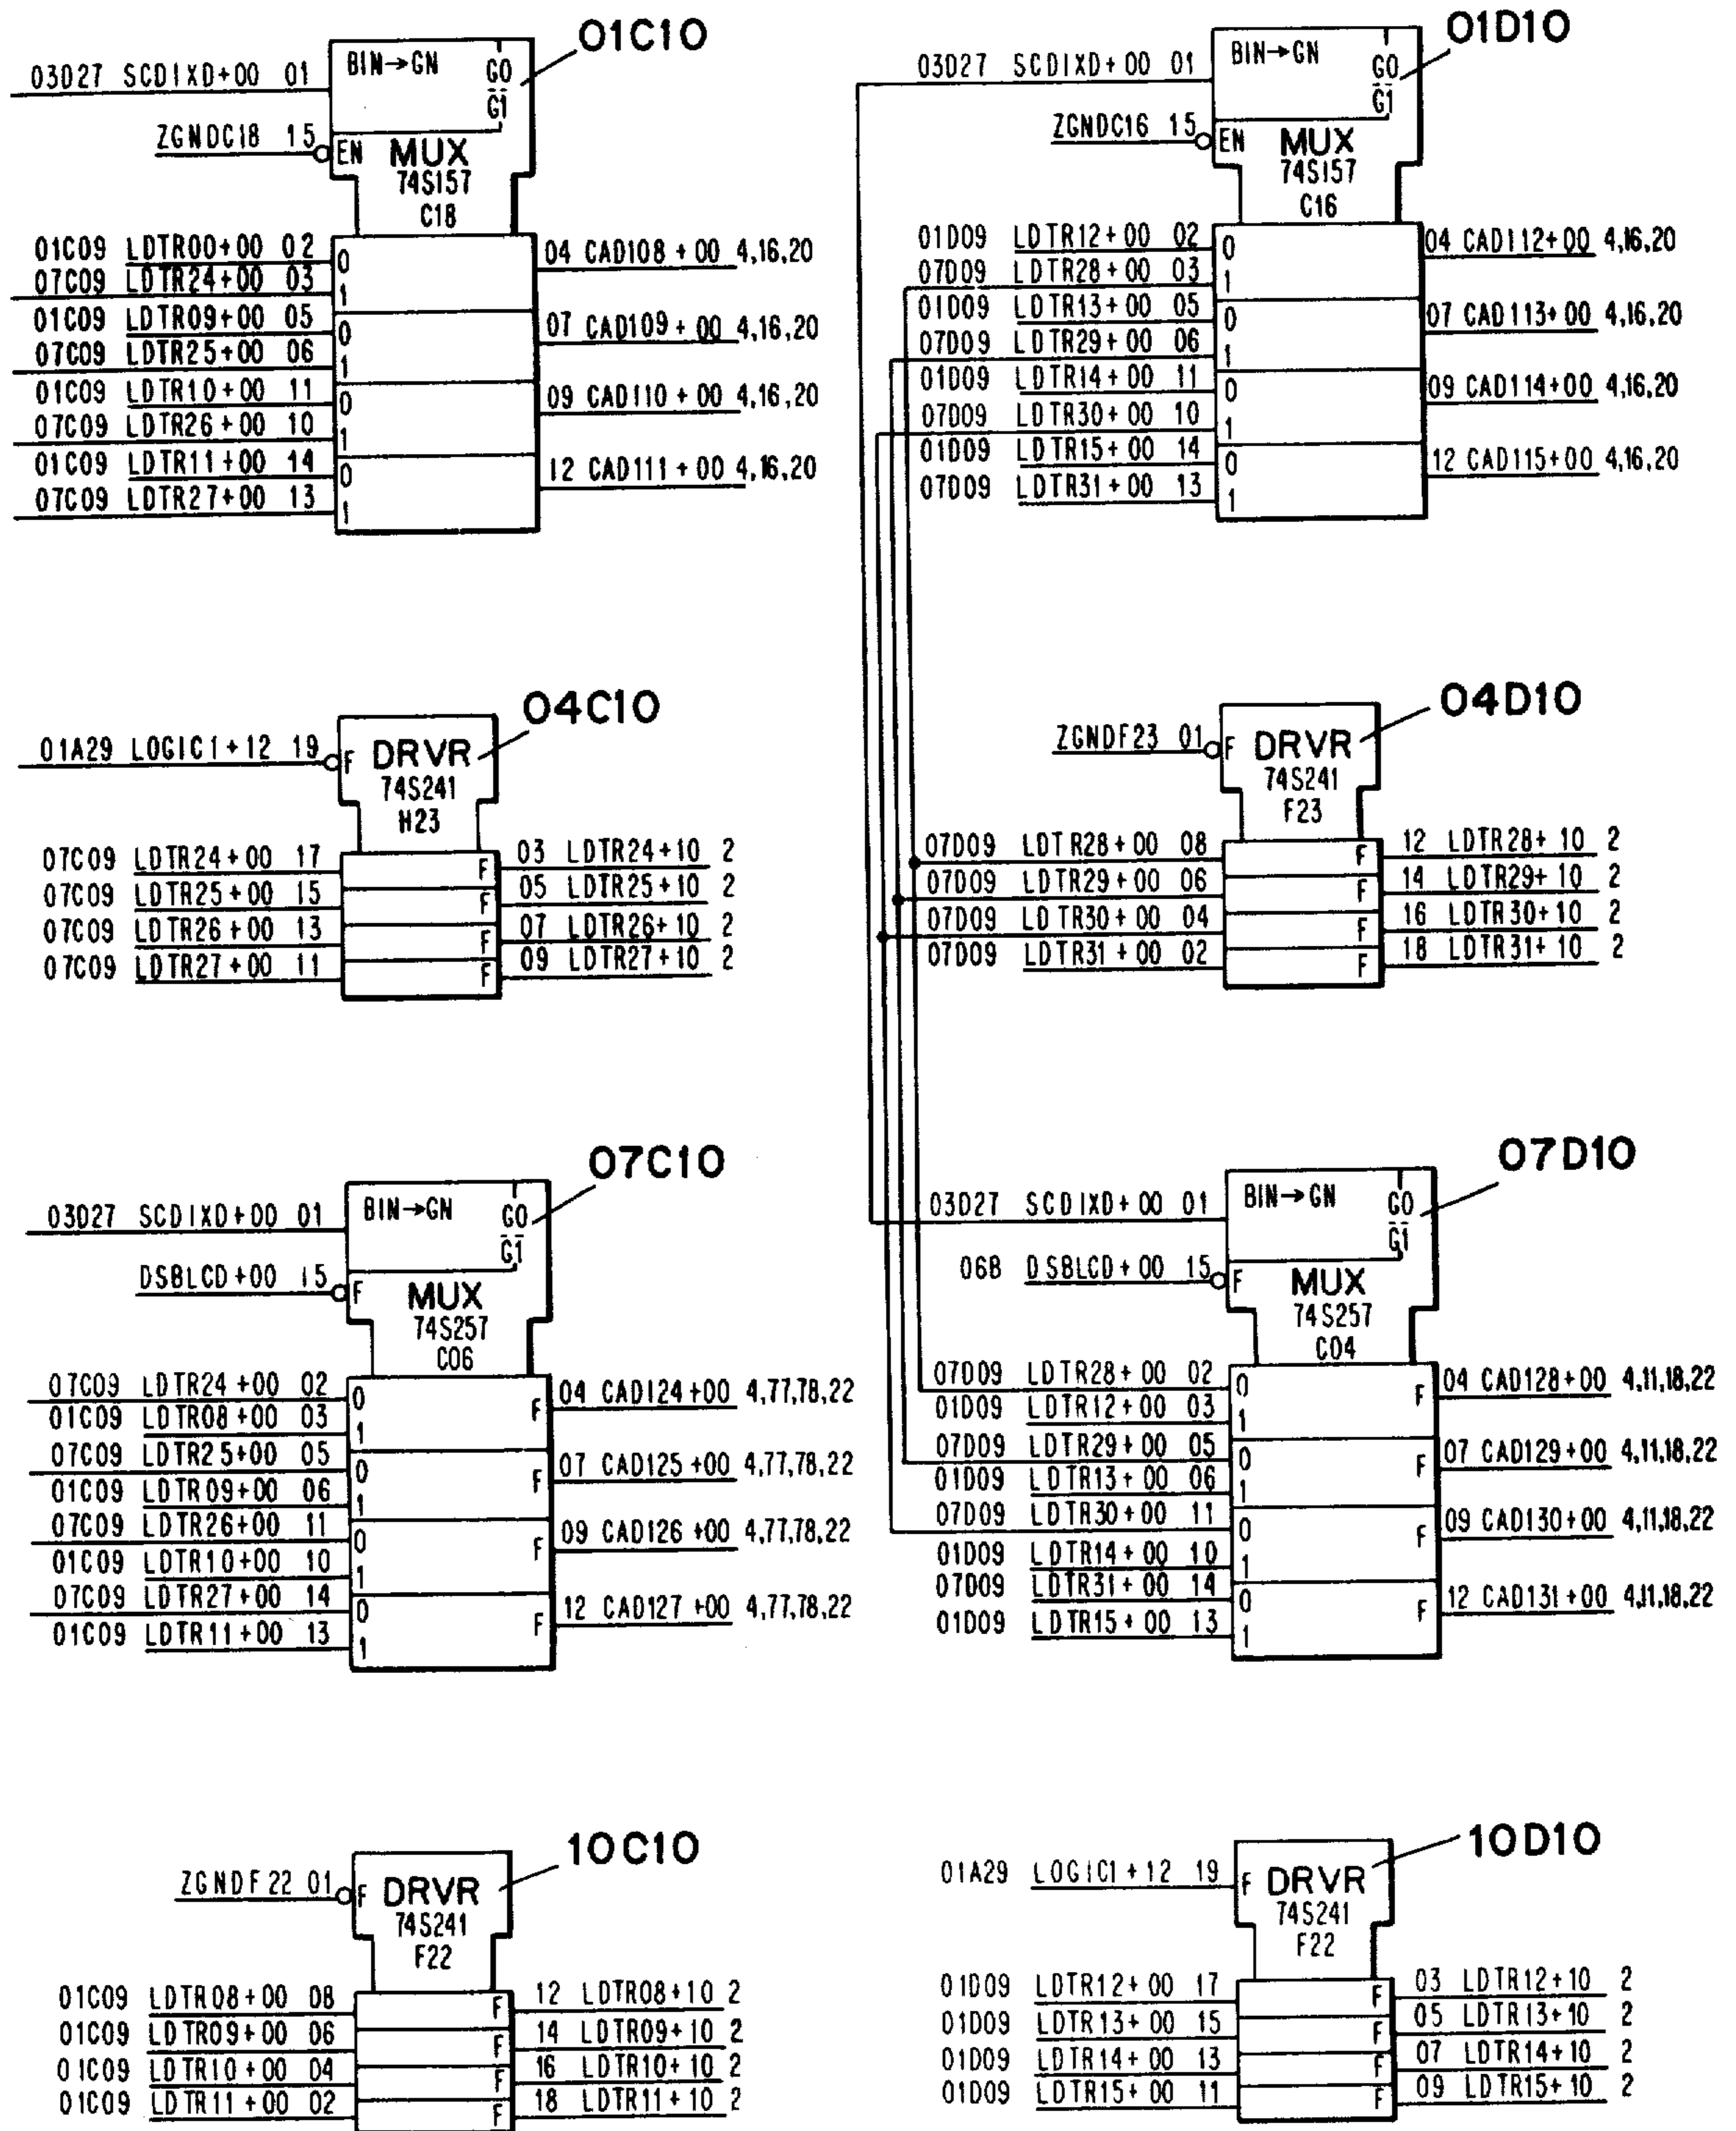 01C10
03D27 SCDIXD+00 01
BIN→GN
G0
G1
ZGNDC18 15
EN MUX
74S157
C18
01C09 LDTR00+00 02 0
07C09 LDTR24+00 03 1
01C09 LDTR09+00 05 0
07C09 LDTR25+00 06 1
01C09 LDTR10+00 11 0
07C09 LDTR26+00 10 1
01C09 LDTR11+00 14 0
07C09 LDTR27+00 13 1
04 CAD108+00 4,16,20
07 CAD109+00 4,16,20
09 CAD110+00 4,16,20
12 CAD111+00 4,16,20
01D10
03D27 SCDIXD+00 01
BIN→GN
G0
G1
ZGNDC16 15
EN MUX
74S157
C16
01D09 LDTR12+00 02 0
07D09 LDTR28+00 03 1
01D09 LDTR13+00 05 0
07D09 LDTR29+00 06 1
01D09 LDTR14+00 11 0
07D09 LDTR30+00 10 1
01D09 LDTR15+00 14 0
07D09 LDTR31+00 13 1
04 CAD112+00 4,16,20
07 CAD113+00 4,16,20
09 CAD114+00 4,16,20
12 CAD115+00 4,16,20
04C10
01A29 LOGIC1+12 19
F DRVR
74S241
H23
07C09 LDTR24+00 17 F 03 LDTR24+10 2
07C09 LDTR25+00 15 F 05 LDTR25+10 2
07C09 LDTR26+00 13 F 07 LDTR26+10 2
07C09 LDTR27+00 11 F 09 LDTR27+10 2
04D10
ZGNDF23 01
F DRVR
74S241
F23
07D09 LDTR28+00 08 F 12 LDTR28+10 2
07D09 LDTR29+00 06 F 14 LDTR29+10 2
07D09 LDTR30+00 04 F 16 LDTR30+10 2
07D09 LDTR31+00 02 F 18 LDTR31+10 2
07C10
03D27 SCDIXD+00 01
BIN→GN
G0
G1
DSBLCD+00 15
F MUX
74S257
C06
07C09 LDTR24+00 02 0
01C09 LDTR08+00 03 1
07C09 LDTR25+00 05 0
01C09 LDTR09+00 06 1
07C09 LDTR26+00 11 0
01C09 LDTR10+00 10 1
07C09 LDTR27+00 14 0
01C09 LDTR11+00 13 1
F 04 CAD124+00 4,77,78,22
F 07 CAD125+00 4,77,78,22
F 09 CAD126+00 4,77,78,22
F 12 CAD127+00 4,77,78,22
07D10
03D27 SCDIXD+00 01
BIN→GN
G0
G1
06B DSBLCD+00 15
F MUX
74S257
C04
07D09 LDTR28+00 02 0
01D09 LDTR12+00 03 1
07D09 LDTR29+00 05 0
01D09 LDTR13+00 06 1
07D09 LDTR30+00 11 0
01D09 LDTR14+00 10 1
07D09 LDTR31+00 14 0
01D09 LDTR15+00 13 1
F 04 CAD128+00 4,11,18,22
F 07 CAD129+00 4,11,18,22
F 09 CAD130+00 4,11,18,22
F 12 CAD131+00 4,11,18,22
10C10
ZGNDF22 01
F DRVR
74S241
F22
01C09 LDTR08+00 08 F 12 LDTR08+10 2
01C09 LDTR09+00 06 F 14 LDTR09+10 2
01C09 LDTR10+00 04 F 16 LDTR10+10 2
01C09 LDTR11+00 02 F 18 LDTR11+10 2
10D10
01A29 LOGIC1+12 19
F DRVR
74S241
F22
01D09 LDTR12+00 17 F 03 LDTR12+10 2
01D09 LDTR13+00 15 F 05 LDTR13+10 2
01D09 LDTR14+00 13 F 07 LDTR14+10 2
01D09 LDTR15+00 11 F 09 LDTR15+10 2